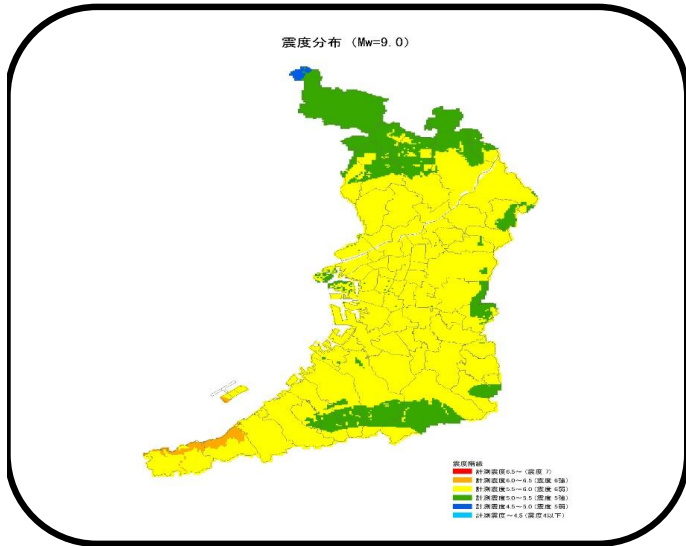 震度分布 (Mw=9.0)
震度階級
計測震度6.5～ (震度 7)
計測震度6.0～6.5 (震度 6強)
計測震度5.5～6.0 (震度 6弱)
計測震度5.0～5.5 (震度 5強)
計測震度4.5～5.0 (震度 5弱)
計測震度 ～4.5 (震度4以下)